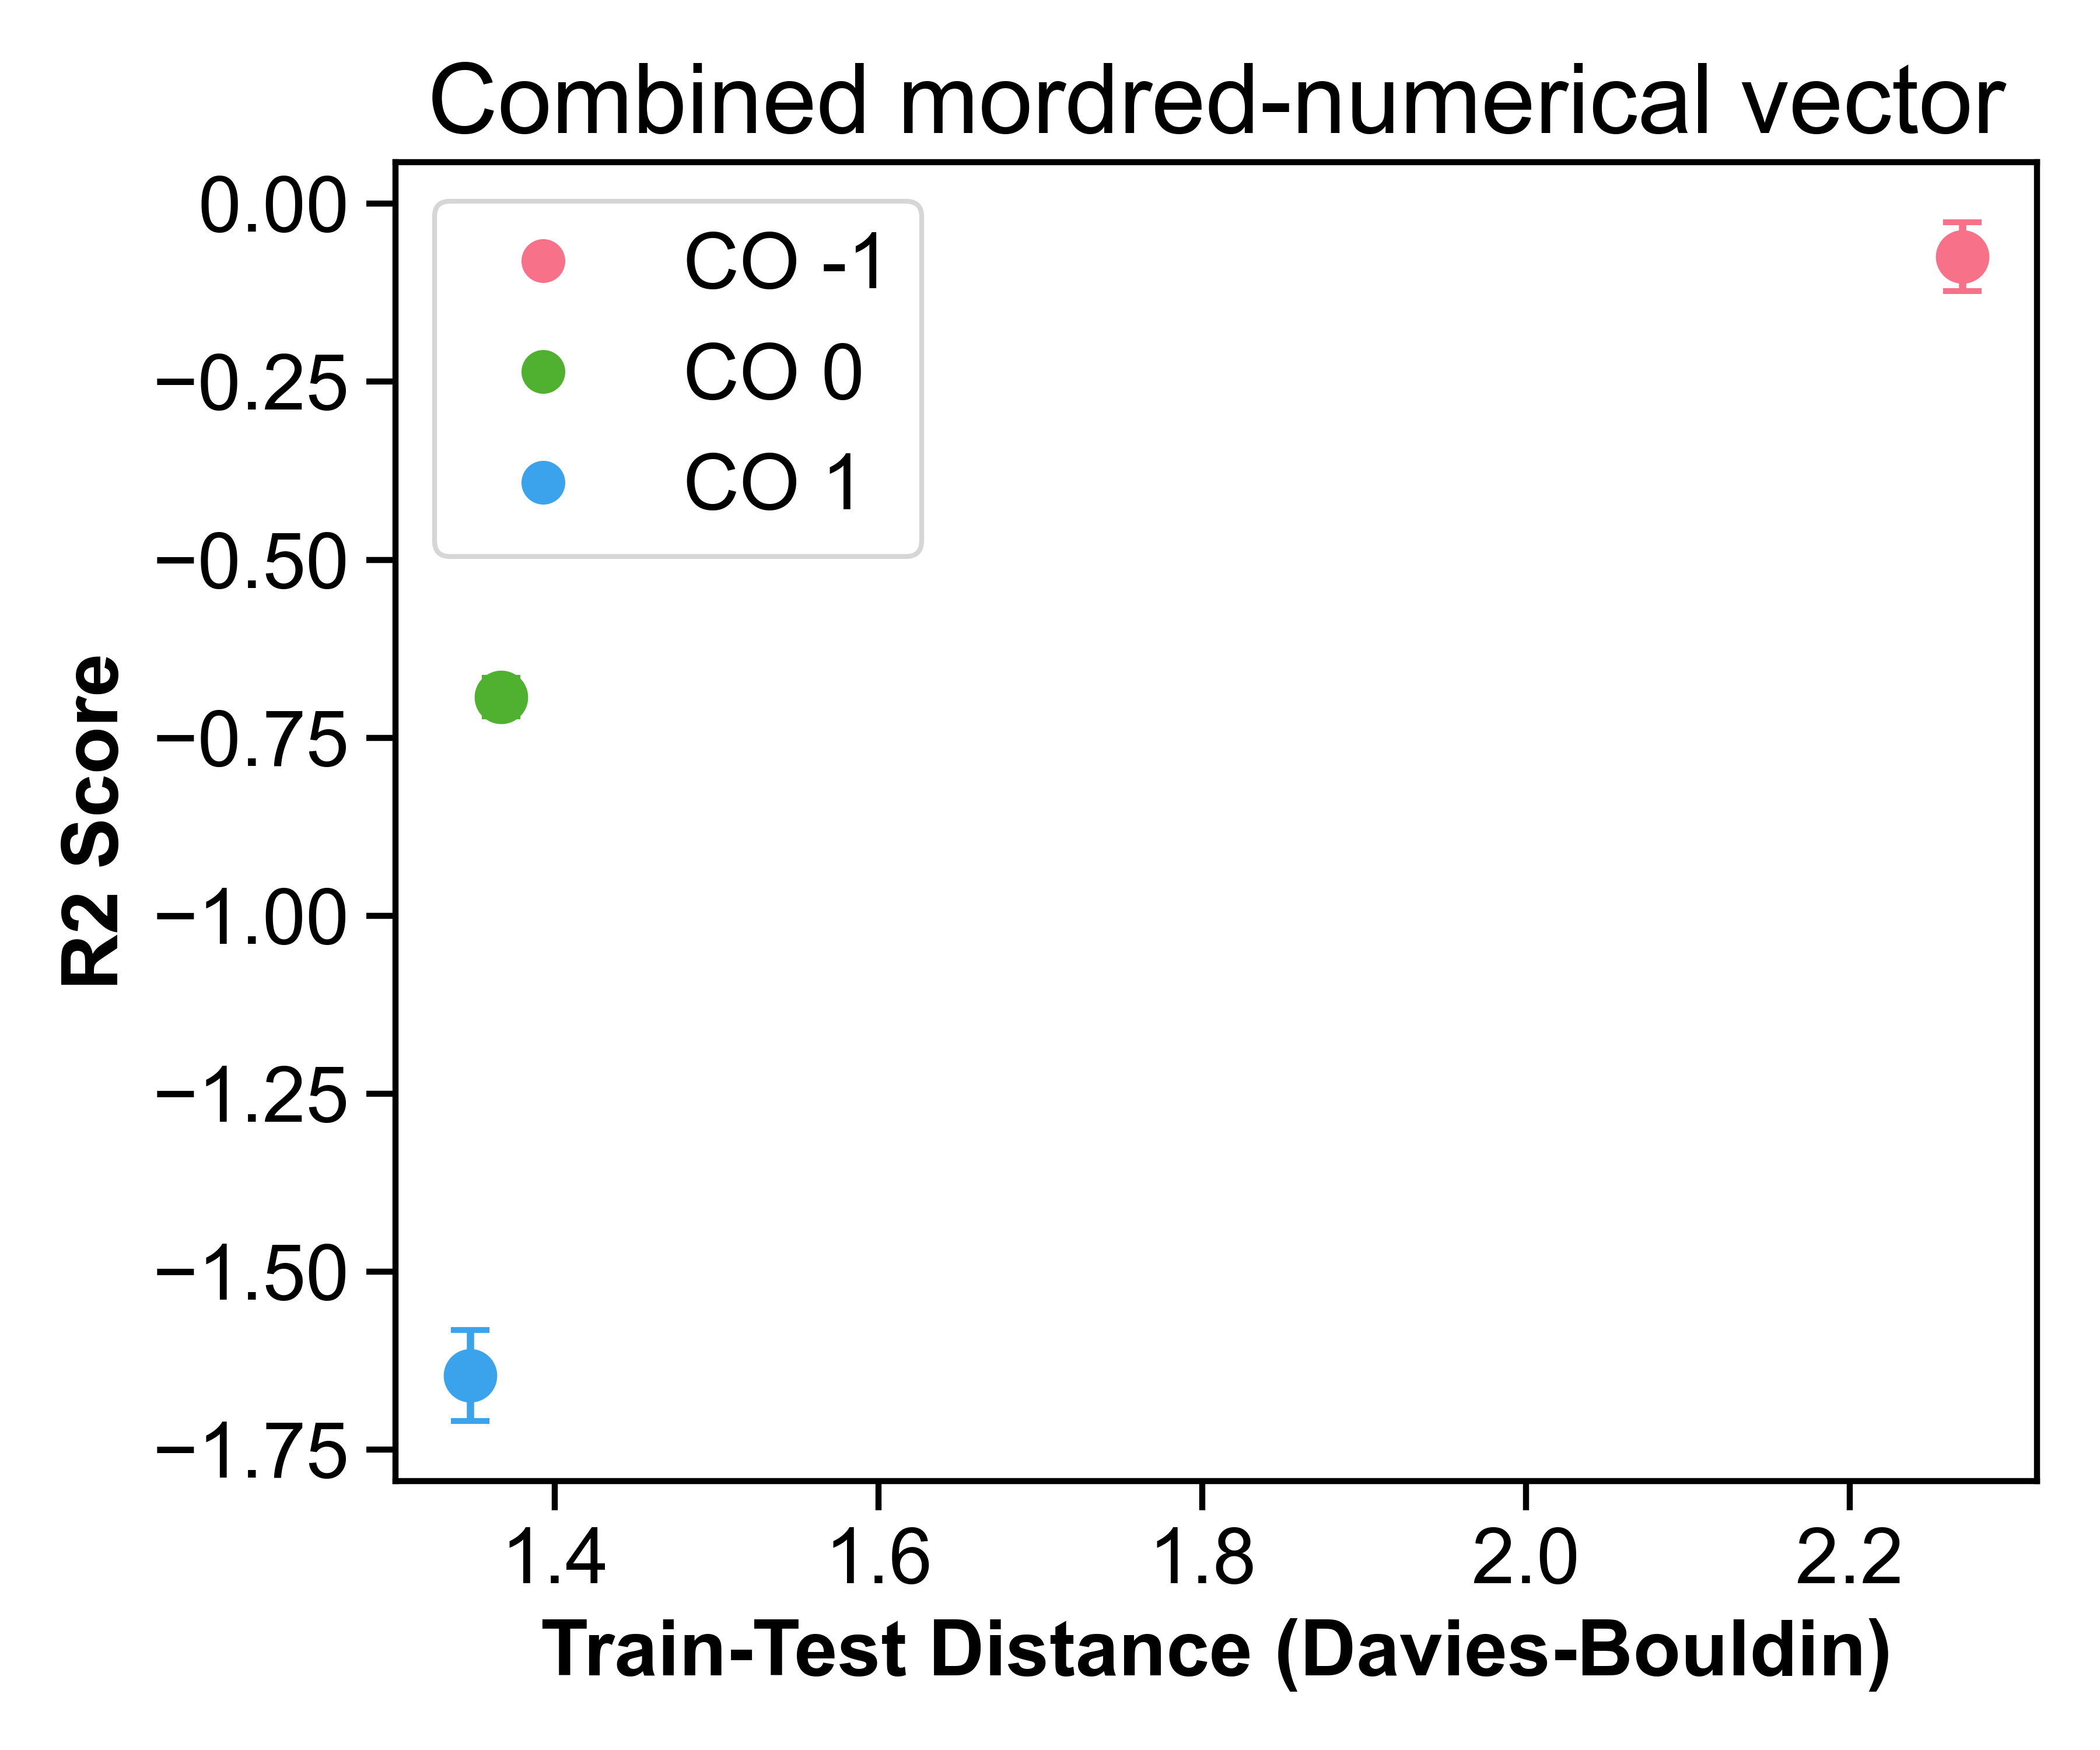 Combined mordred-numerical vector
0.00
−0.25
−0.50
−0.75
−1.00
−1.25
−1.50
−1.75
R2 Score
CO -1
CO 0
CO 1
1.4
1.6
1.8
2.0
2.2
Train-Test Distance (Davies-Bouldin)